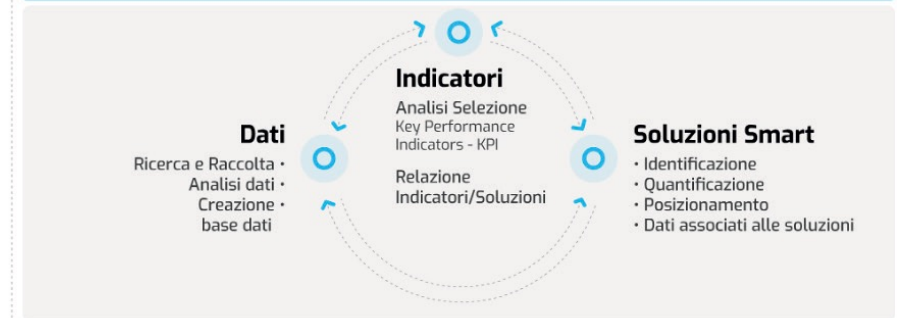 Indicatori
Analisi Selezione
Key Performance
Indicators - KPI
Relazione
Indicatori/Soluzioni
Dati
Ricerca e Raccolta •
Analisi dati •
Creazione •
base dati
Soluzioni Smart
• Identificazione
• Quantificazione
• Posizionamento
• Dati associati alle soluzioni